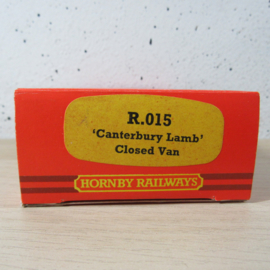 R.015
'Canterbury Lamb'
Closed Van
HORNBY RAILWAYS